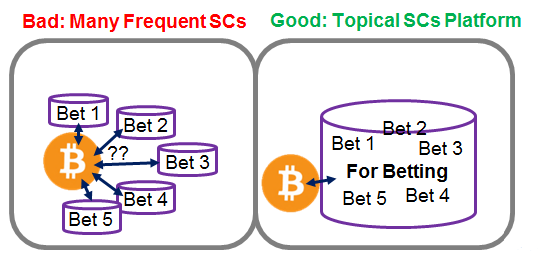 Bad: Many Frequent SCs
Bet 1
Bet 2
??
Bet 3
Bet 4
Bet 5
Good: Topical SCs Platform
Bet 2
Bet 1
Bet 3
For Betting
Bet 5
Bet 4